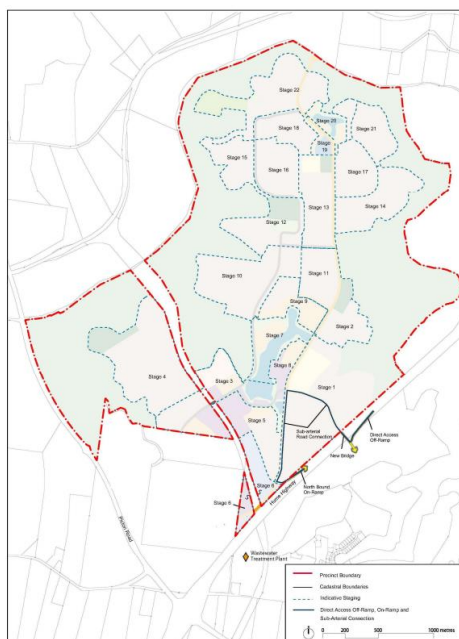 Stage 22
Stage 20
Stage 18
Stage 21
Stage
19
Stage 15
Stage 16
Stage 17
Stage 13
Stage 14
Stage 12
Stage 10
Stage 11
Stage 9
Stage 2
Stage 7
Stage 8
Stage 3
Stage 4
Stage 1
Stage 5
Sub-arterial
Road Connection
Direct Access
Off-Ramp
New Bridge
North Bound
On-Ramp
Stage 6
Stage 6
Hume Highway
Picton Road
Wastewater
Treatment Plant
Precinct Boundary
Cadastral Boundaries
Indicative Staging
Direct Access Off-Ramp, On-Ramp and
Sub-Arterial Connection
0 200 500 1000 metres